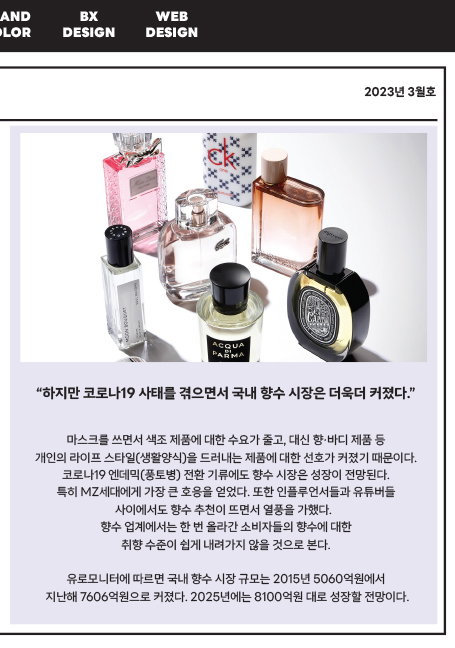 AND
OLOR
BX
DESIGN
WEB
DESIGN
2023년 3월호
ck
ACQUA
DI
PARMA
“하지만 코로나19 사태를 겪으면서 국내 향수 시장은 더욱더 커졌다.”
마스크를 쓰면서 색조 제품에 대한 수요가 줄고, 대신 향·바디 제품 등
개인의 라이프 스타일(생활양식)을 드러내는 제품에 대한 선호가 커졌기 때문이다.
코로나19 엔데믹(풍토병) 전환 기류에도 향수 시장은 성장이 전망된다.
특히 MZ세대에게 가장 큰 호응을 얻었다. 또한 인플루언서들과 유튜버들
사이에서도 향수 추천이 뜨면서 열풍을 가했다.
향수 업계에서는 한 번 올라간 소비자들의 향수에 대한
취향 수준이 쉽게 내려가지 않을 것으로 본다.
유로모니터에 따르면 국내 향수 시장 규모는 2015년 5060억원에서
지난해 7606억원으로 커졌다. 2025년에는 8100억원 대로 성장할 전망이다.